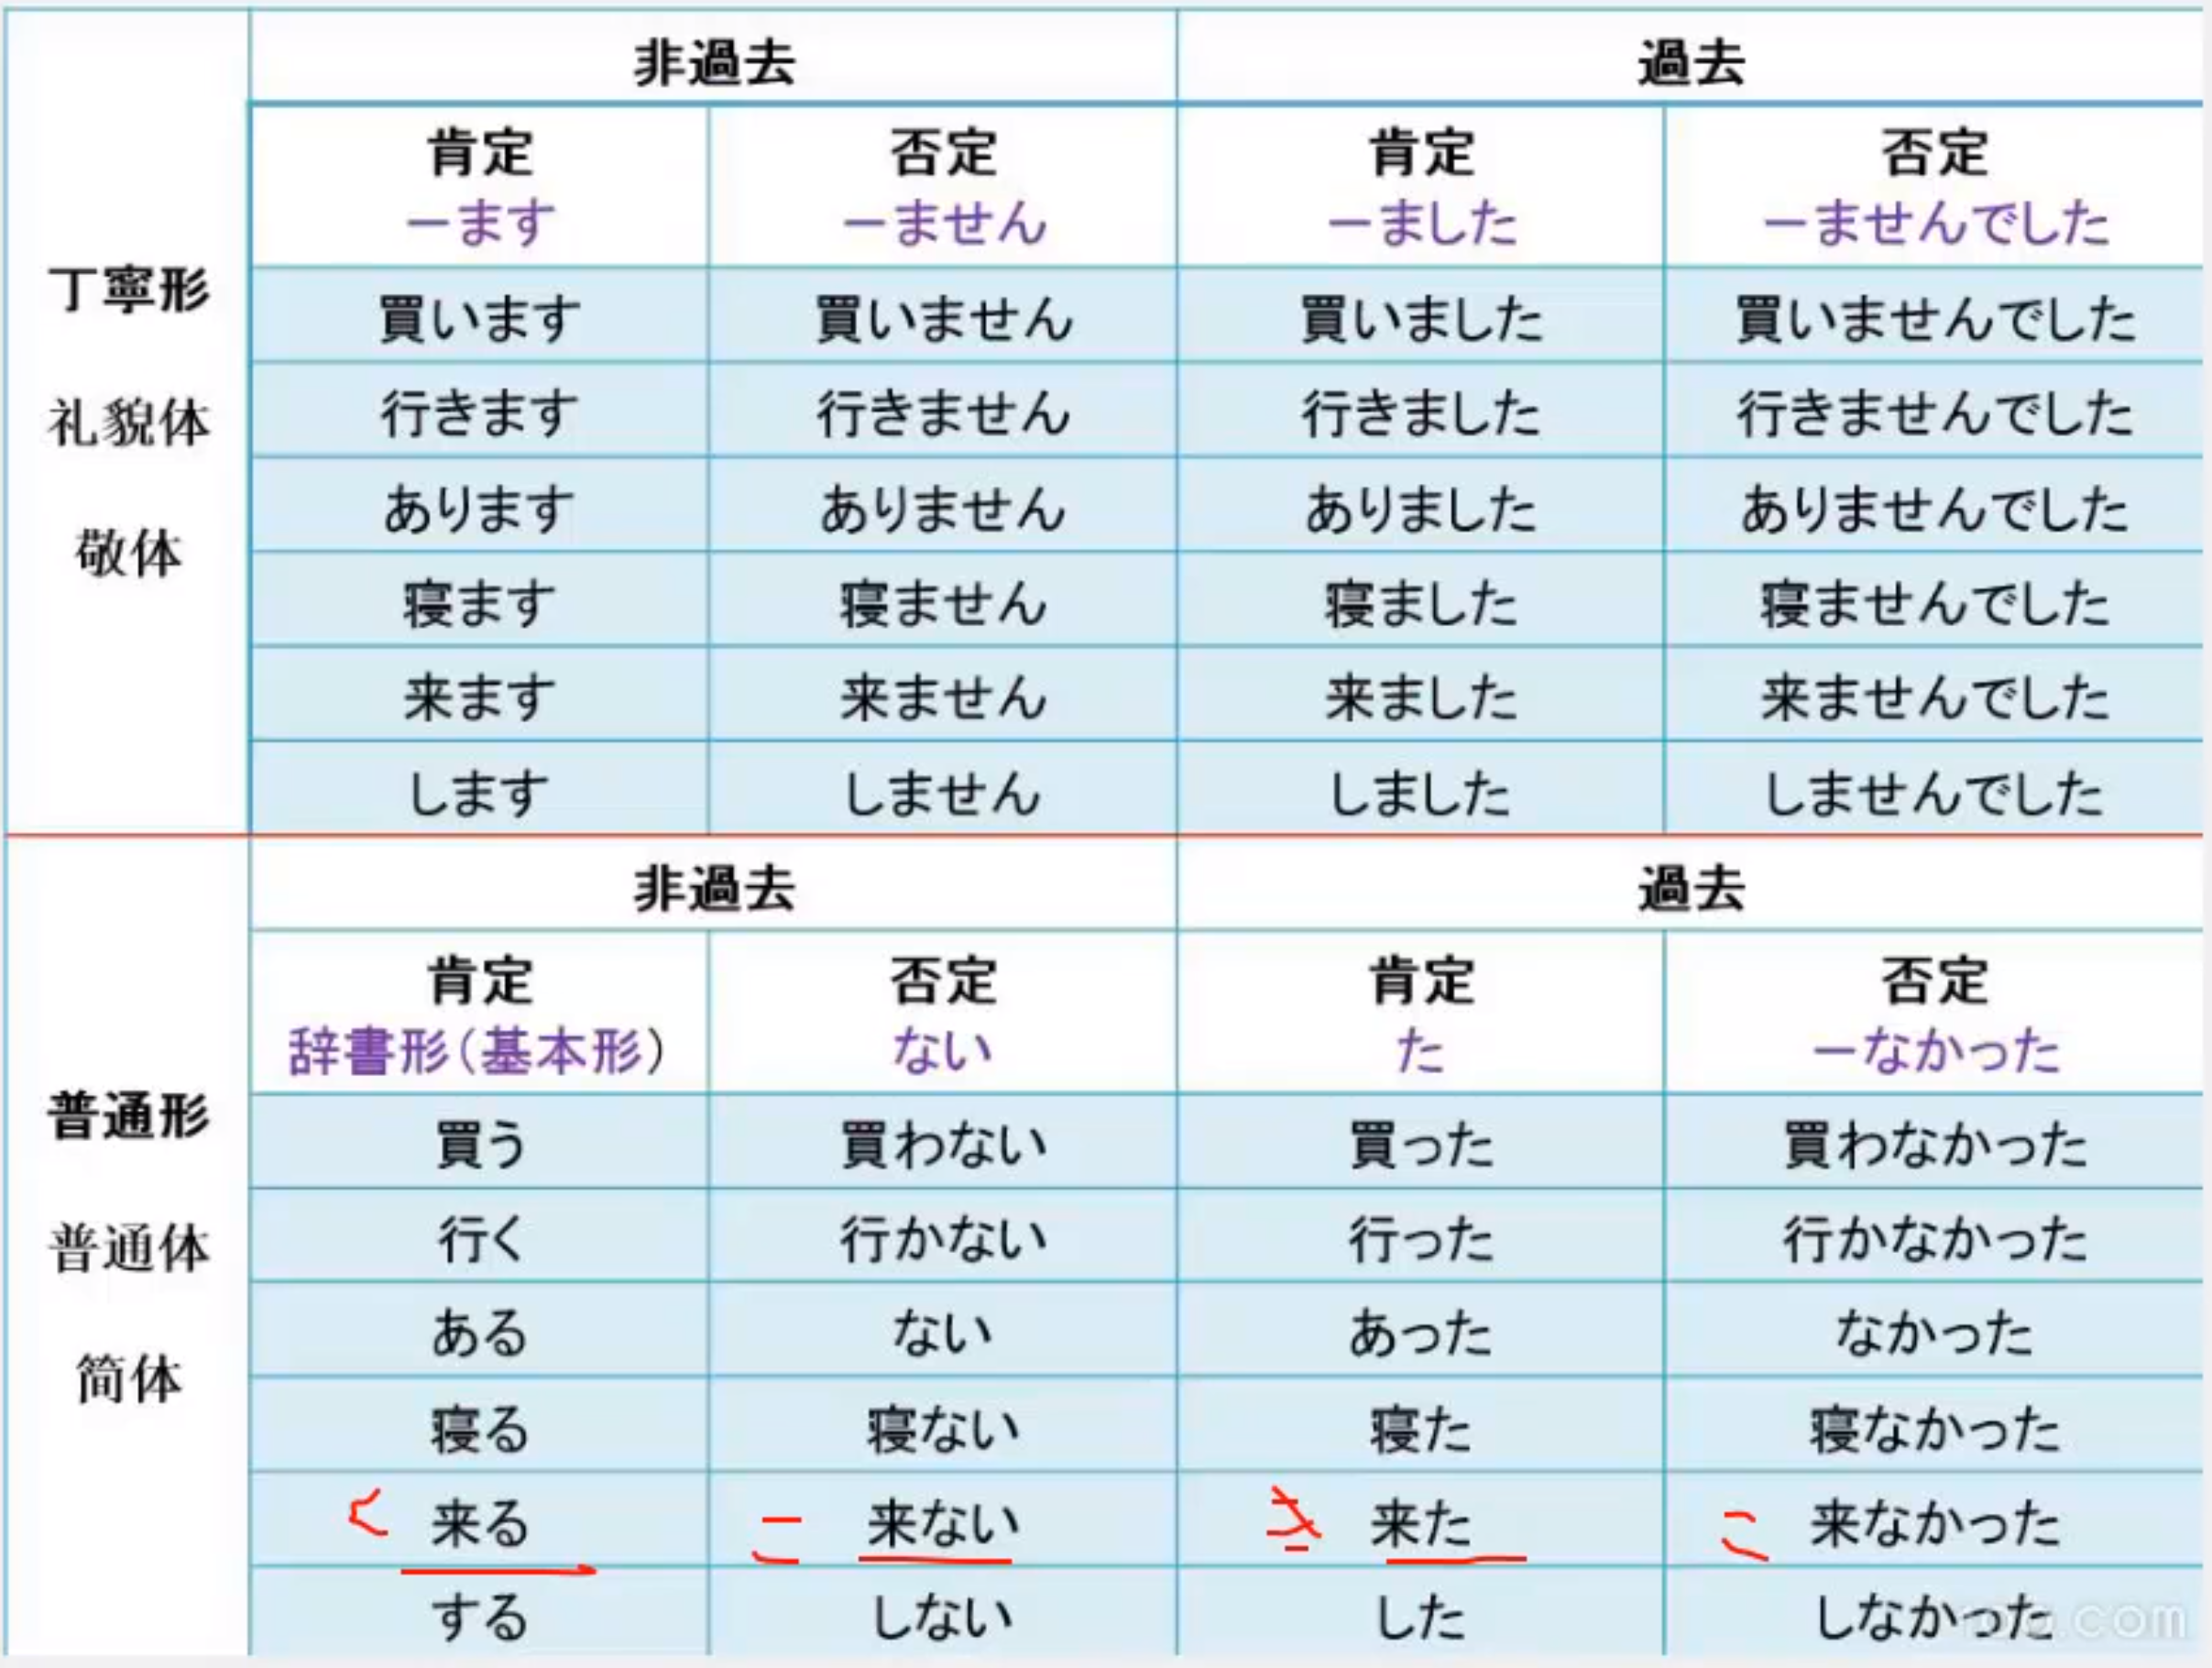 非過去 過去
肯定 否定 肯定 否定
ーます ーません ーました ーませんでした
丁寧形
礼貌体
敬体
買います 買いません 買いました 買いませんでした
行きます 行きません 行きました 行きませんでした
あります ありません ありました ありませんでした
寝ます 寝ません 寝ました 寝ませんでした
来ます 来ません 来ました 来ませんでした
します しません しました しませんでした
非過去 過去
肯定 否定 肯定 否定
辞書形(基本形) ない た ーなかった
普通形
普通体
简体
買う 買わない 買った 買わなかった
行く 行かない 行った 行かなかった
ある ない あった なかった
寝る 寝ない 寝た 寝なかった
く 来る こ 来ない き 来た こ 来なかった
する しない した しなかった